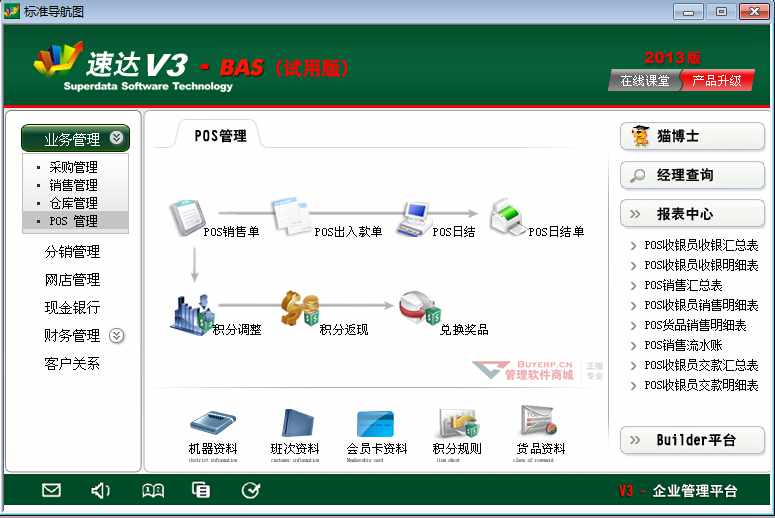 标准导航图
速达V3 - BAS（试用版）
Superdata Software Technology
2013版
在线课堂
产品升级
业务管理
采购管理
销售管理
仓库管理
POS 管理
分销管理
网店管理
现金银行
财务管理
客户关系
POS管理
POS销售单
POS出入款单
POS日结
POS日结单
积分调整
积分返现
兑换奖品
BUYERP.CN
管理软件商城
正版
专业
机器资料
班次资料
会员卡资料
积分规则
货品资料
district information
customer information
Membership card
猫博士
经理查询
报表中心
POS收银员收银汇总表
POS收银员收银明细表
POS销售汇总表
POS收银员销售明细表
POS货品销售明细表
POS销售流水账
POS收银员交款汇总表
POS收银员交款明细表
Builder平台
V3 - 企业管理平台